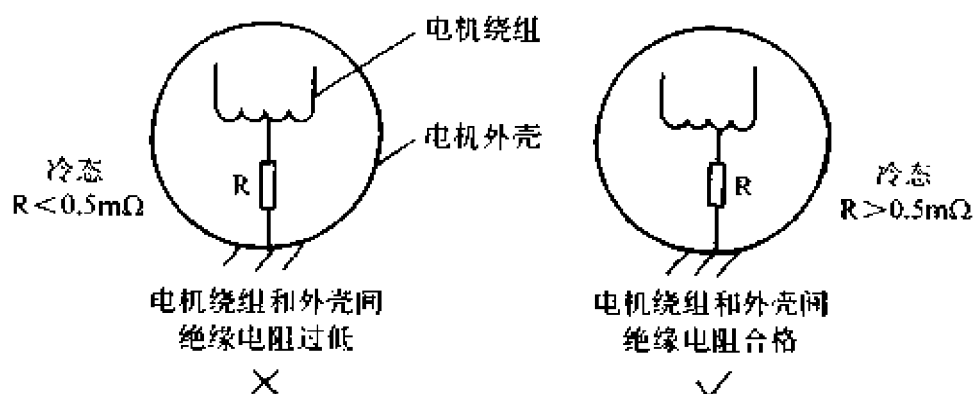 电机绕组
电机外壳
冷态
R<0.5mΩ
R
电机绕组和外壳间
绝缘电阻过低
×
R
冷态
R>0.5mΩ
电机绕组和外壳间
绝缘电阻合格
✓